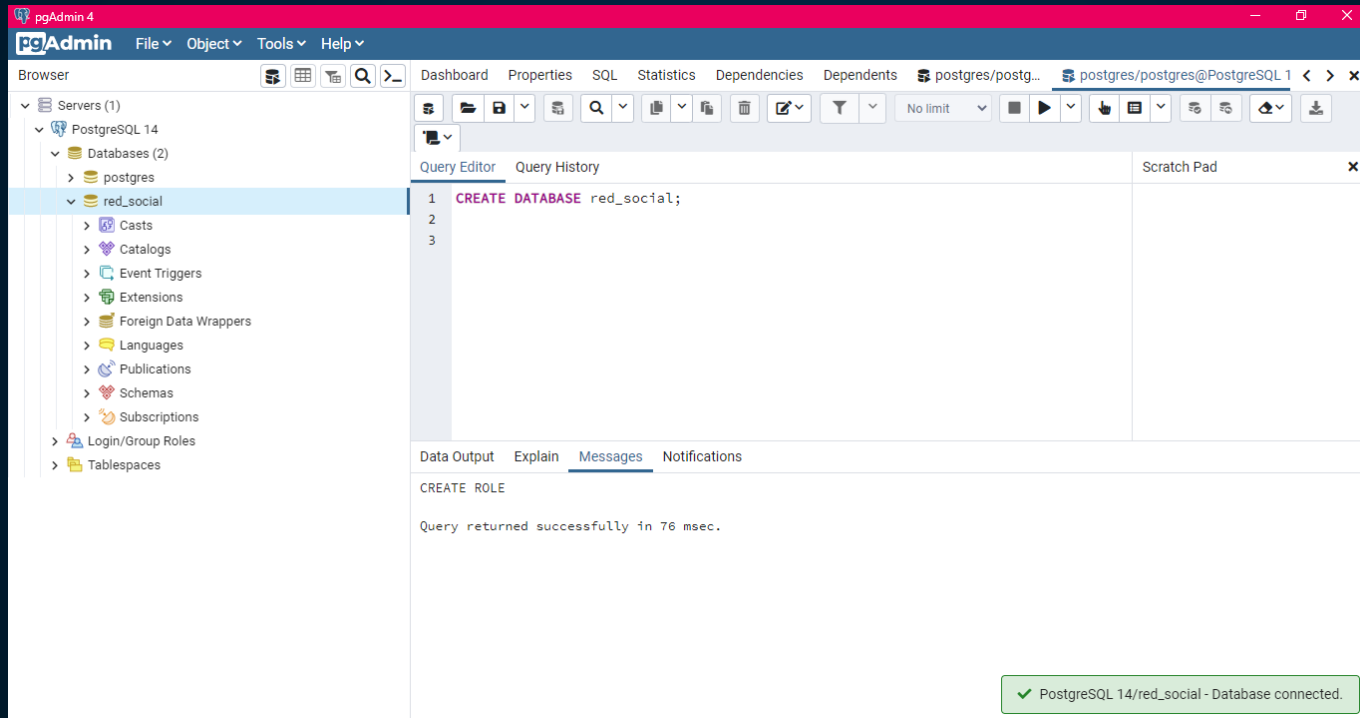 pgAdmin 4
pgAdmin File Object Tools Help
Browser
Servers (1)
PostgreSQL 14
Databases (2)
postgres
red_social
Casts
Catalogs
Event Triggers
Extensions
Foreign Data Wrappers
Languages
Publications
Schemas
Subscriptions
Login/Group Roles
Tablespaces
Dashboard Properties SQL Statistics Dependencies Dependents postgres/postg... postgres/postgres@PostgreSQL 1
No limit
Query Editor Query History
Scratch Pad
1 CREATE DATABASE red_social;
2
3
Data Output Explain Messages Notifications
CREATE ROLE
Query returned successfully in 76 msec.
PostgreSQL 14/red_social - Database connected.